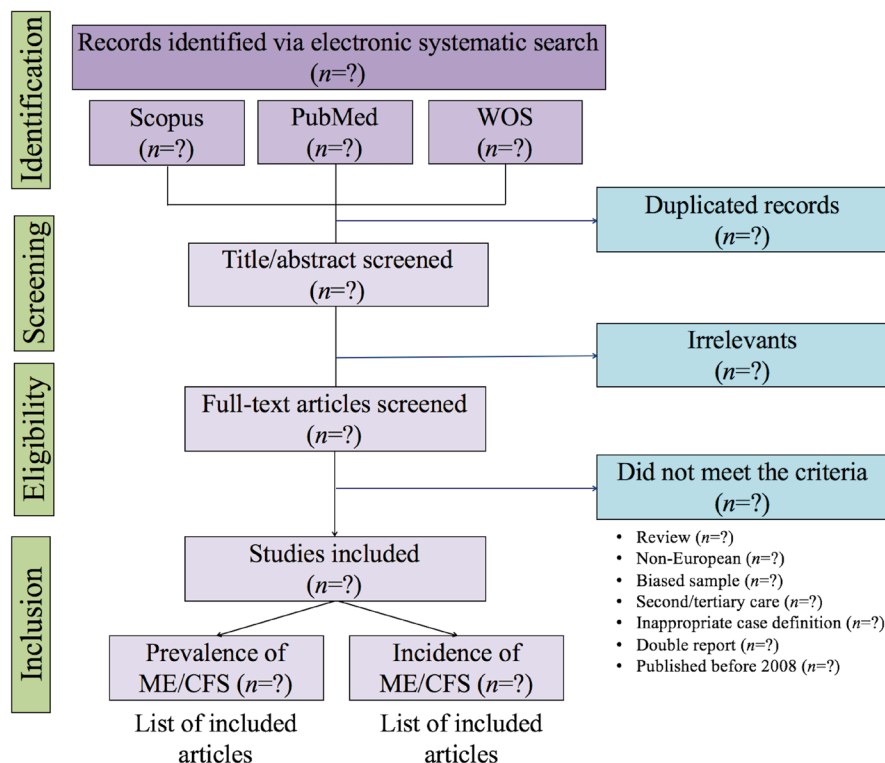 Identification
Records identified via electronic systematic search
(n=?)
Scopus
(n=?)
PubMed
(n=?)
WOS
(n=?)
Duplicated records
(n=?)
Screening
Title/abstract screened
(n=?)
Irrelevants
(n=?)
Eligibility
Full-text articles screened
(n=?)
Did not meet the criteria
(n=?)
• Review (n=?)
• Non-European (n=?)
• Biased sample (n=?)
• Second/tertiary care (n=?)
• Inappropriate case definition (n=?)
• Double report (n=?)
• Published before 2008 (n=?)
Inclusion
Studies included
(n=?)
Prevalence of
ME/CFS (n=?)
Incidence of
ME/CFS (n=?)
List of included
articles
List of included
articles